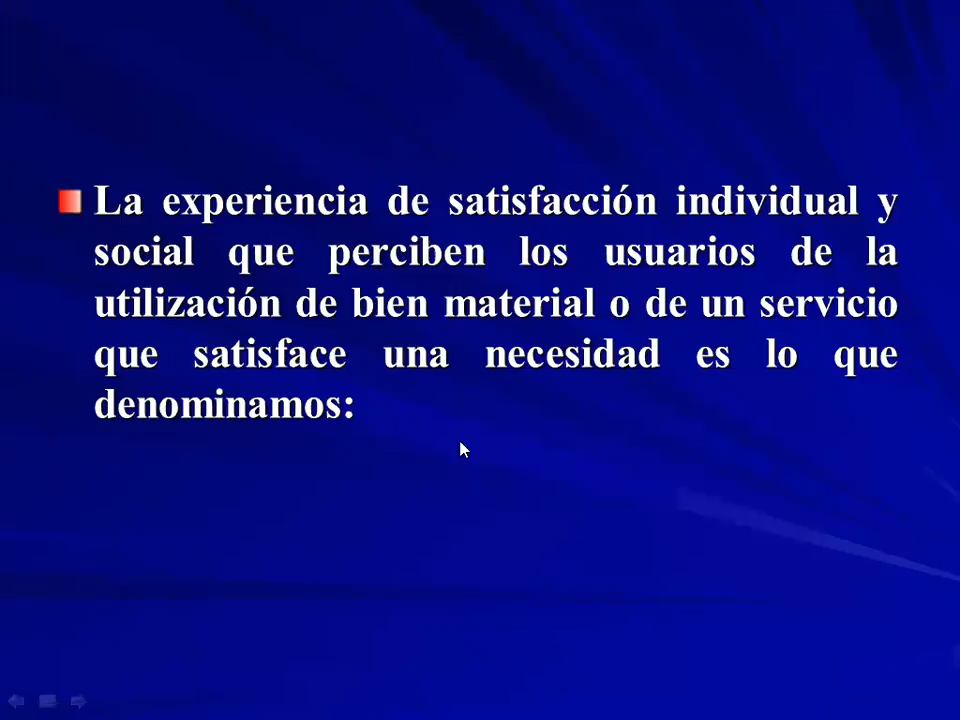 La experiencia de satisfacción individual y
social que perciben los usuarios de la
utilización de bien material o de un servicio
que satisface una necesidad es lo que
denominamos: